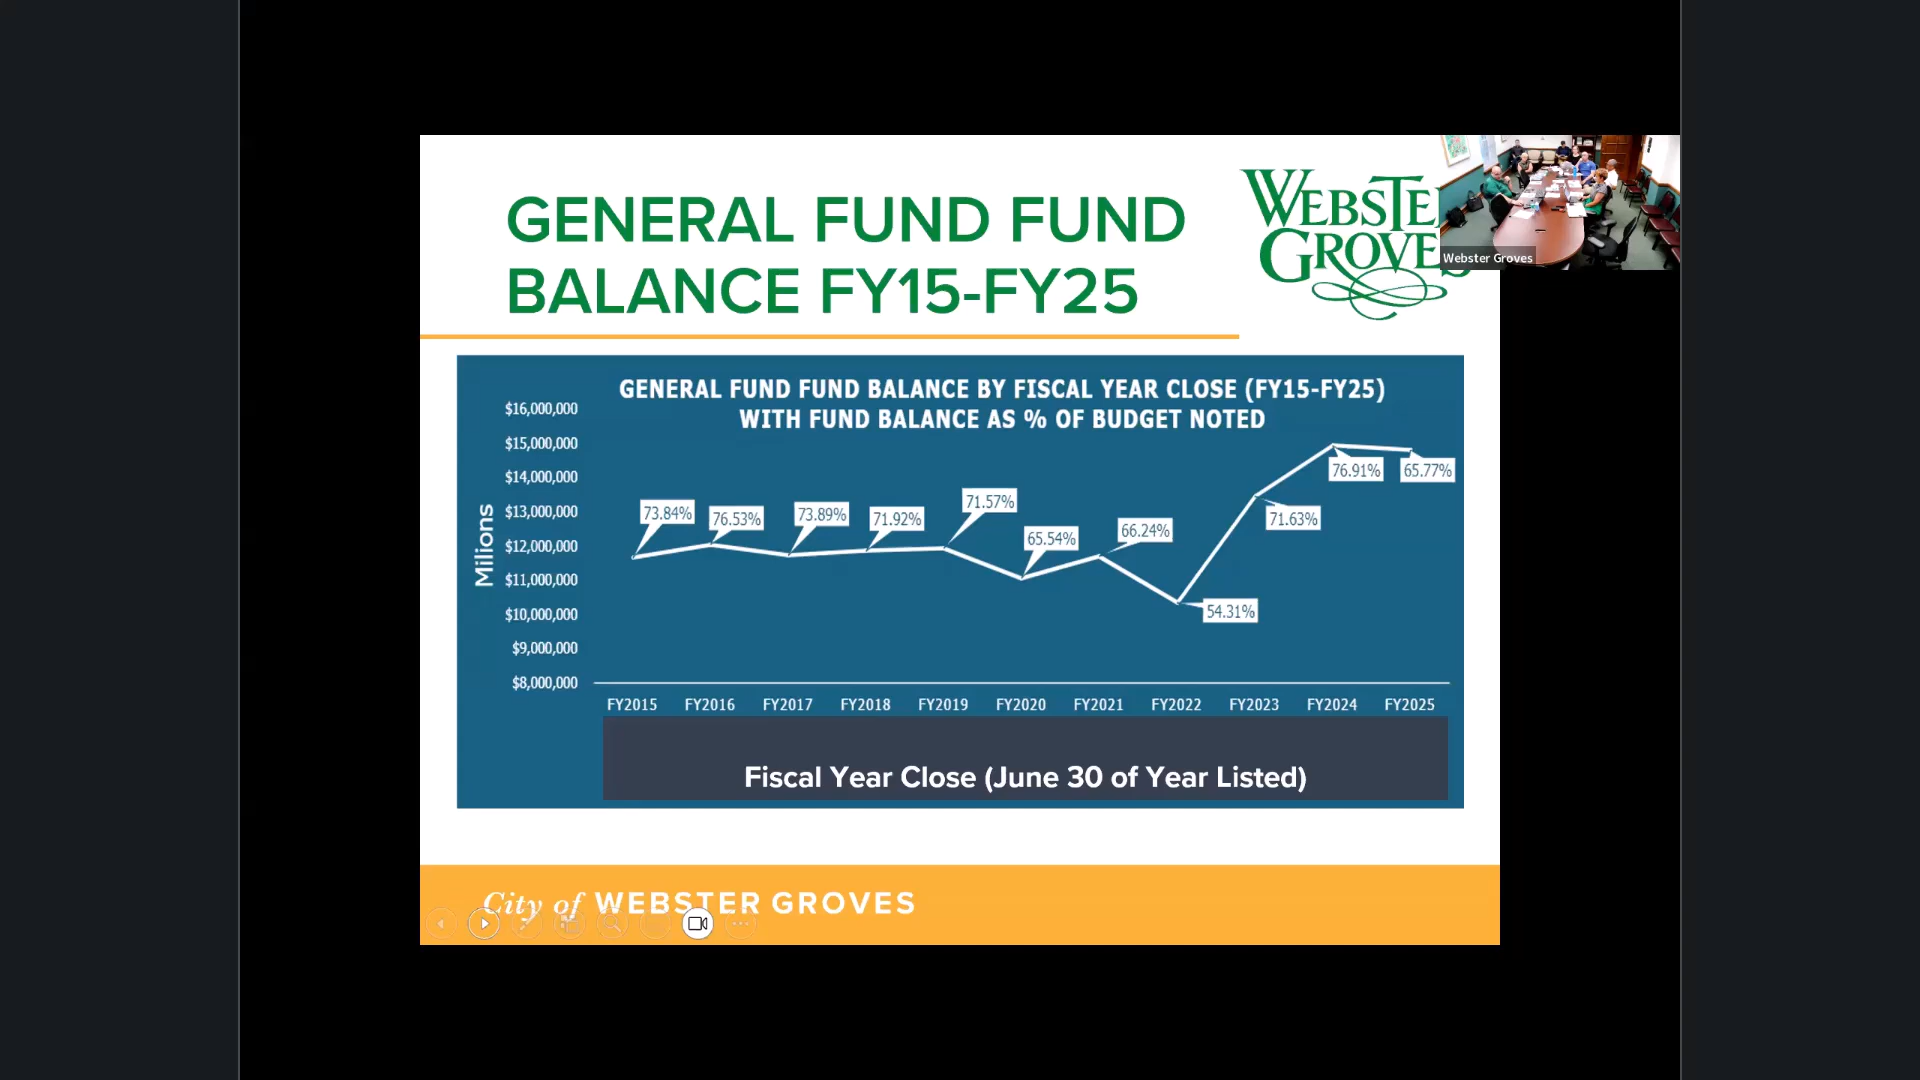 GENERAL FUND FUND
BALANCE FY15-FY25
WEBSTE
GROVES
Webster Groves
GENERAL FUND FUND BALANCE BY FISCAL YEAR CLOSE (FY15-FY25)
WITH FUND BALANCE AS % OF BUDGET NOTED
Milions
$16,000,000
$15,000,000
$14,000,000
$13,000,000
$12,000,000
$11,000,000
$10,000,000
$9,000,000
$8,000,000
73.84%
76.53%
73.89%
71.92%
71.57%
65.54%
66.24%
54.31%
71.63%
76.91%
65.77%
FY2015 FY2016 FY2017 FY2018 FY2019 FY2020 FY2021 FY2022 FY2023 FY2024 FY2025
Fiscal Year Close (June 30 of Year Listed)
City of WEBSTER GROVES